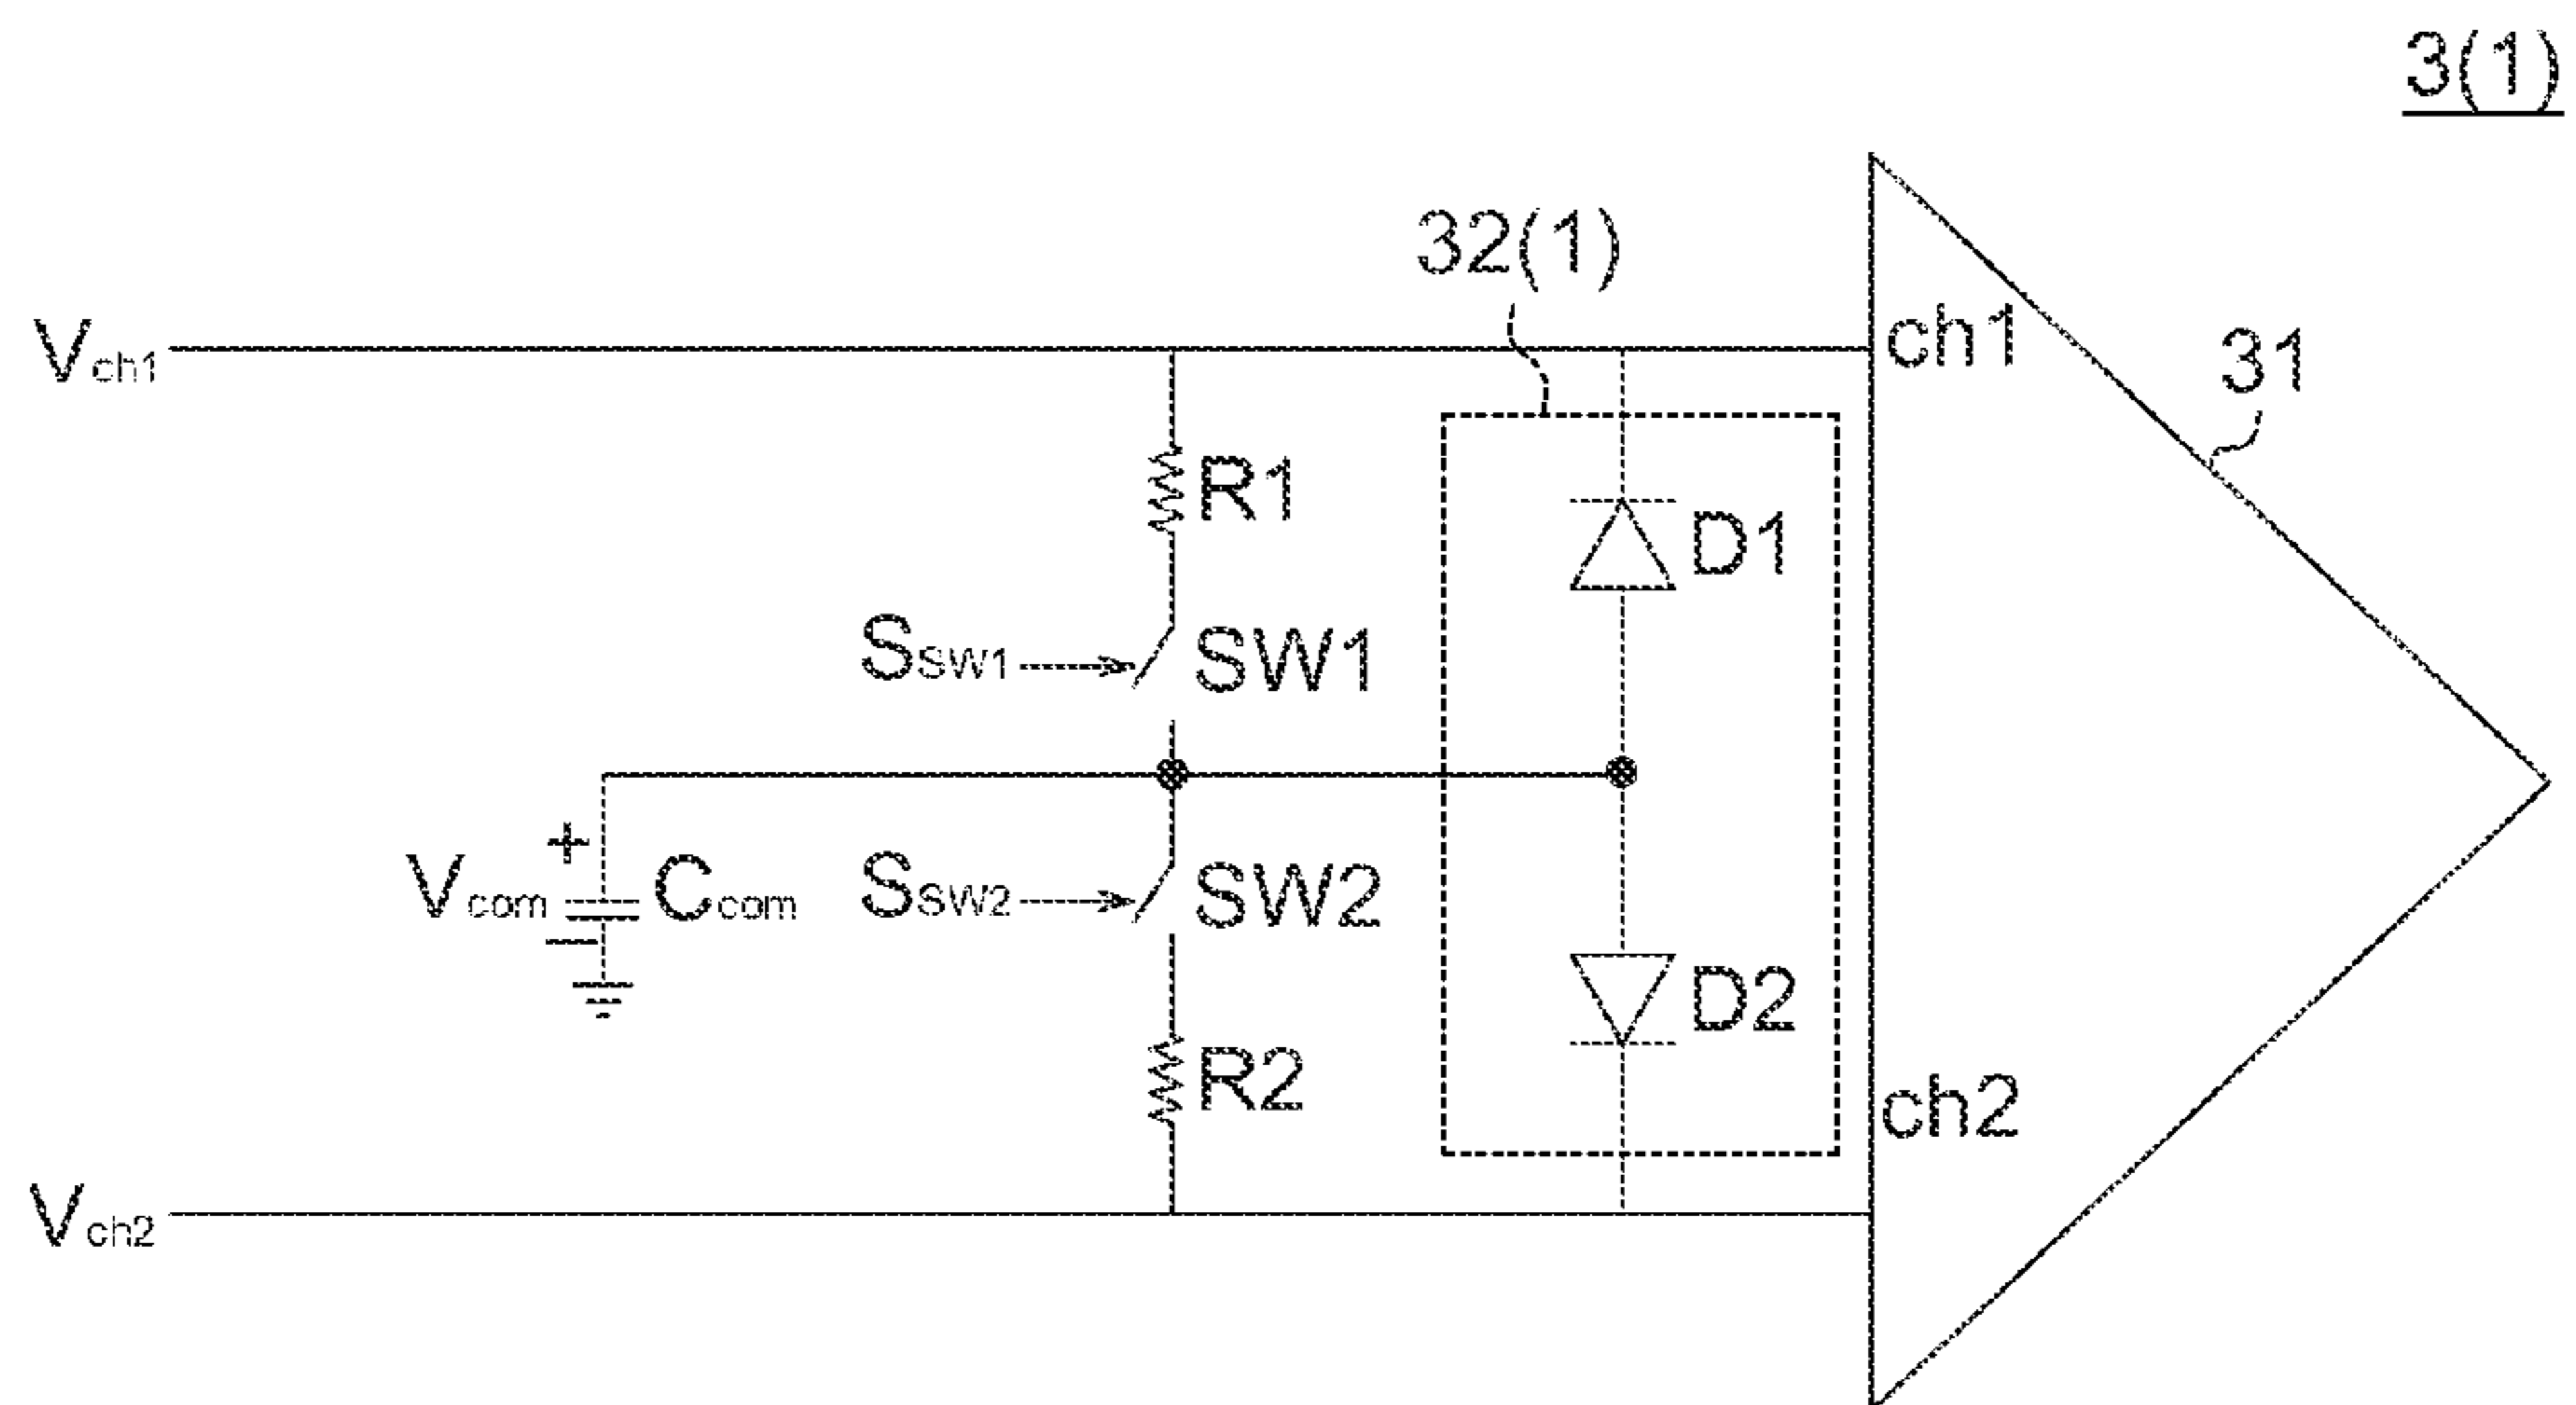 3(1)
32(1)
Vch1
ch1
31
R1
D1
SSW1
SW1
+
Vcom
Ccom
SSW2
SW2
−
D2
R2
ch2
Vch2